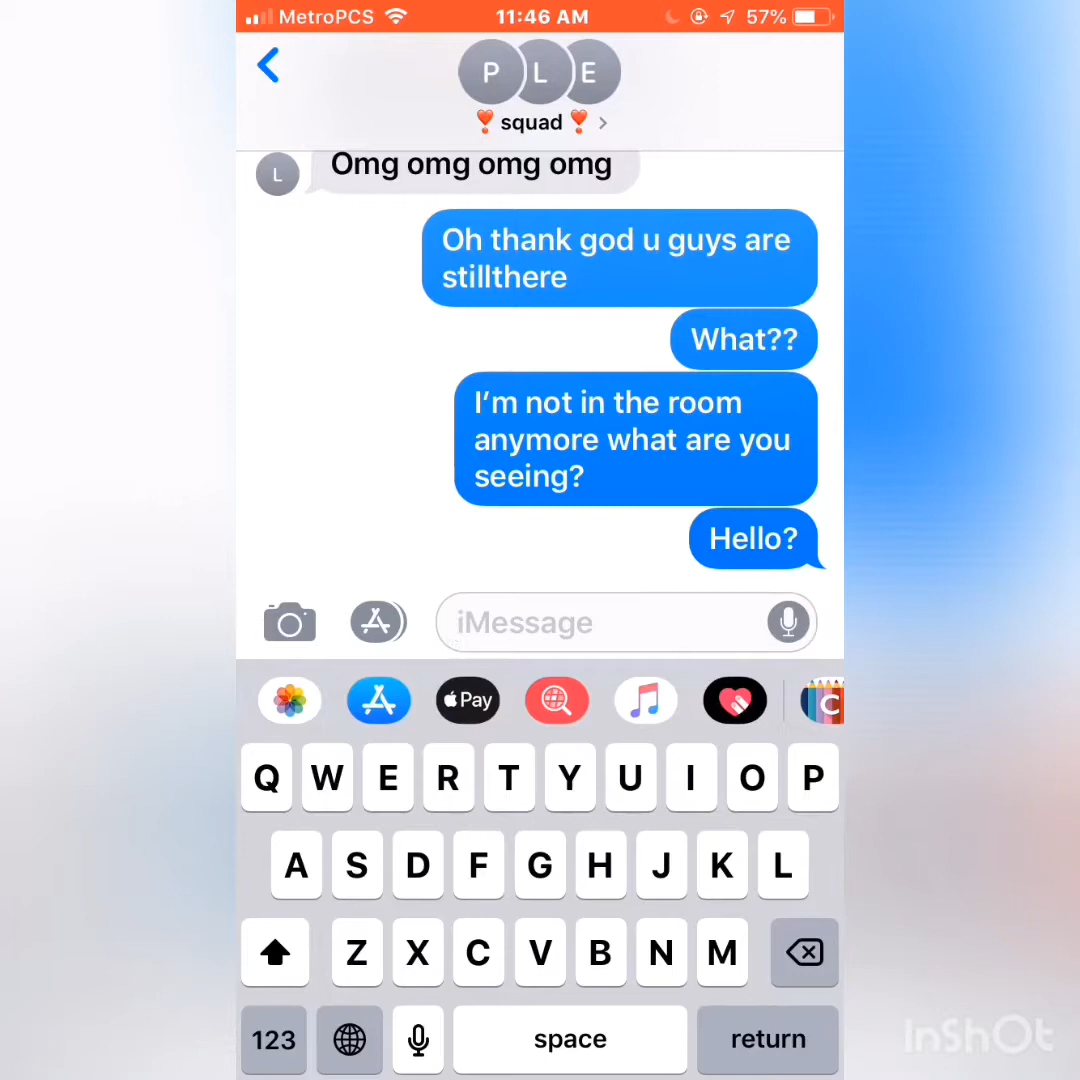 MetroPCS 11:46 AM 57%
P L E
squad
L
Omg omg omg omg
Oh thank god u guys are
stillthere
What??
I'm not in the room
anymore what are you
seeing?
Hello?
iMessage
Pay
C
Q W E R T Y U I O P
A S D F G H J K L
Z X C V B N M
123 space return
InShOt